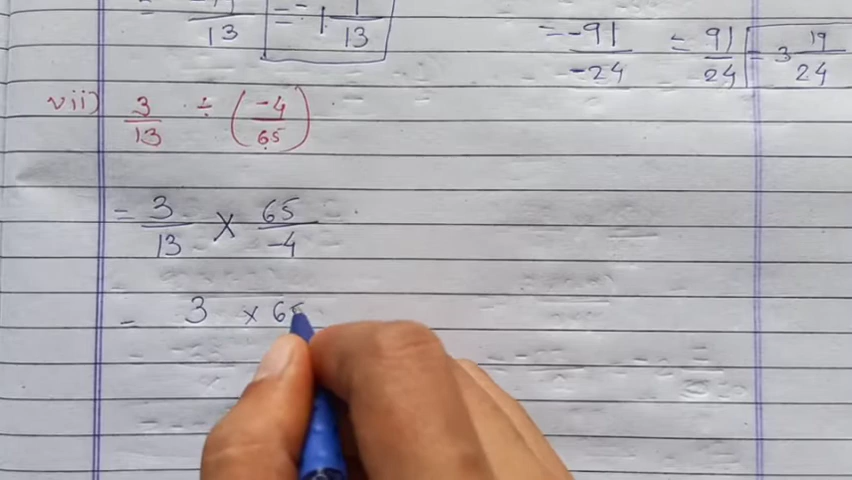 13 = -1 1/13
= -91/-24 = 91/24 = 3 19/24
vii) 3/13 ÷ (-4/65)
= 3/13 × 65/-4
= 3 × 65